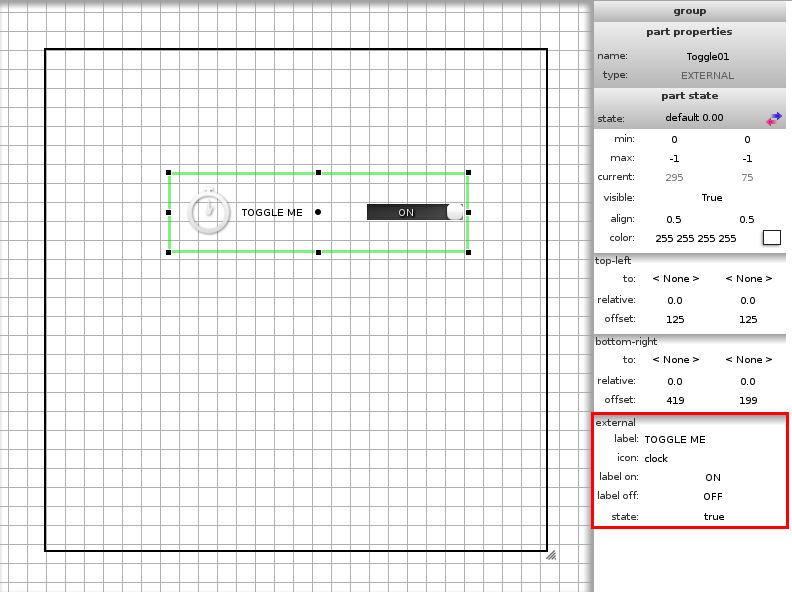 group
part properties
name: Toggle01
type: EXTERNAL
part state
state: default 0.00
min: 0 0
max: -1 -1
current: 295 75
visible: True
align: 0.5 0.5
color: 255 255 255 255
top-left
to: < None > < None >
relative: 0.0 0.0
offset: 125 125
bottom-right
to: < None > < None >
relative: 0.0 0.0
offset: 419 199
external
label: TOGGLE ME
icon: clock
label on: ON
label off: OFF
state: true
TOGGLE ME ON